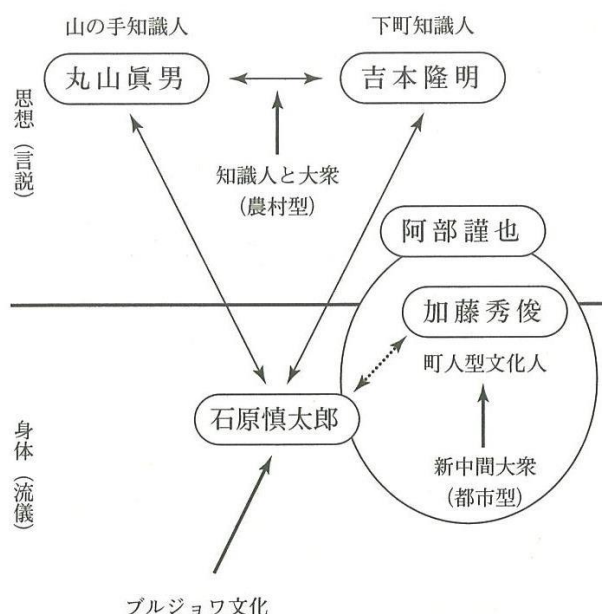 山の手知識人
下町知識人
丸山眞男
吉本隆明
思想（言説）
知識人と大衆
（農村型）
阿部謹也
加藤秀俊
町人型文化人
石原慎太郎
新中間大衆
（都市型）
身体（流儀）
ブルジョワ文化